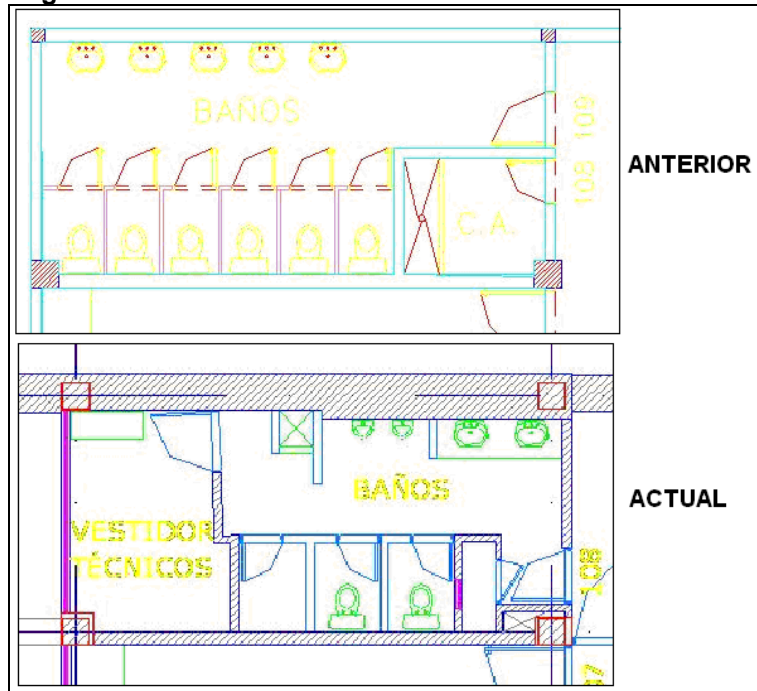 BAÑOS
109
108
C.A.
ANTERIOR
BAÑOS
VESTIDOR
TÉCNICOS
108
ACTUAL